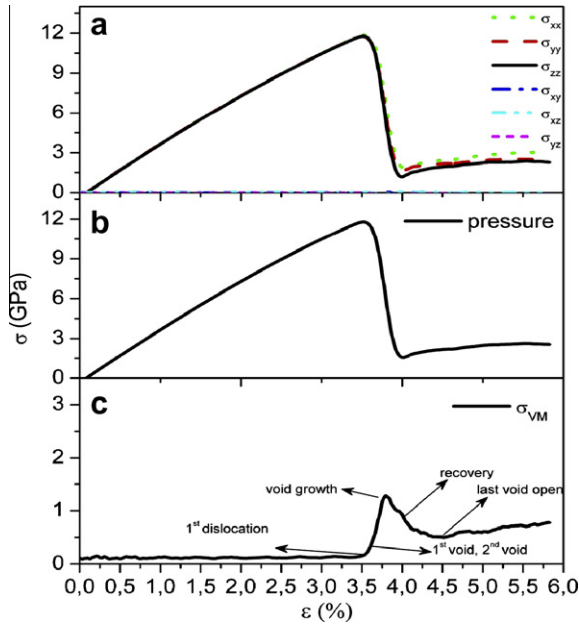 a
12
9
6
3
0
σxx
σyy
σzz
σxy
σxz
σyz
b
12
9
6
3
0
pressure
σ (GPa)
c
3
2
1
0
σVM
void growth
recovery
last void open
1st dislocation
1st void, 2nd void
0,0 0,5 1,0 1,5 2,0 2,5 3,0 3,5 4,0 4,5 5,0 5,5 6,0
ε (%)